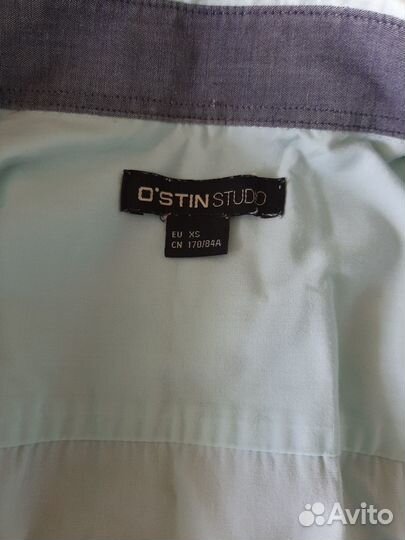 O'STIN STUDIO
EU XS
CN 170/84A
Avito